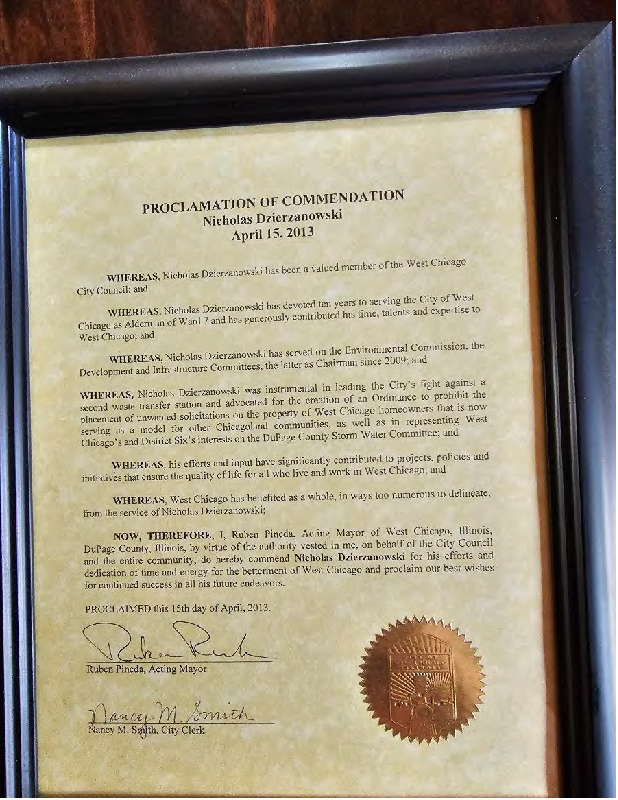 PROCLAMATION OF COMMENDATION
Nicholas Dzierzanowski
April 15, 2013
WHEREAS, Nicholas Dzierzanowski has been a valued member of the West Chicago
City Council; and
WHEREAS, Nicholas Dzierzanowski has devoted ten years to serving the City of West
Chicago as Alderman of Ward 7 and has generously contributed his time, talents and expertise to
West Chicago; and
WHEREAS, Nicholas Dzierzanowski has served on the Environmental Commission, the
Development and Infrastructure Committees, the latter as Chairman since 2009; and
WHEREAS, Nicholas Dzierzanowski was instrumental in leading the City's fight against a
second waste transfer station and advocated for the creation of an Ordinance to prohibit the
placement of unwanted solicitations on the property of West Chicago homeowners that is now
serving as a model for other Chicagoland communities, as well as in representing West
Chicago's and District Six's interests on the DuPage County Storm Water Committee; and
WHEREAS, his efforts and input have significantly contributed to projects, policies and
initiatives that ensure the quality of life for all who live and work in West Chicago; and
WHEREAS, West Chicago has benefited as a whole, in ways too numerous to delineate,
from the service of Nicholas Dzierzanowski;
NOW, THEREFORE, I, Ruben Pineda, Acting Mayor of West Chicago, Illinois,
DuPage County, Illinois, by virtue of the authority vested in me, on behalf of the City Council
and the entire community, do hereby commend Nicholas Dzierzanowski for his efforts and
dedication of time and energy for the betterment of West Chicago and proclaim our best wishes
for continued success in all his future endeavors.
PROCLAIMED this 15th day of April, 2013.
Ruben Pineda, Acting Mayor
Nancy M. Smith
Nancy M. Smith, City Clerk